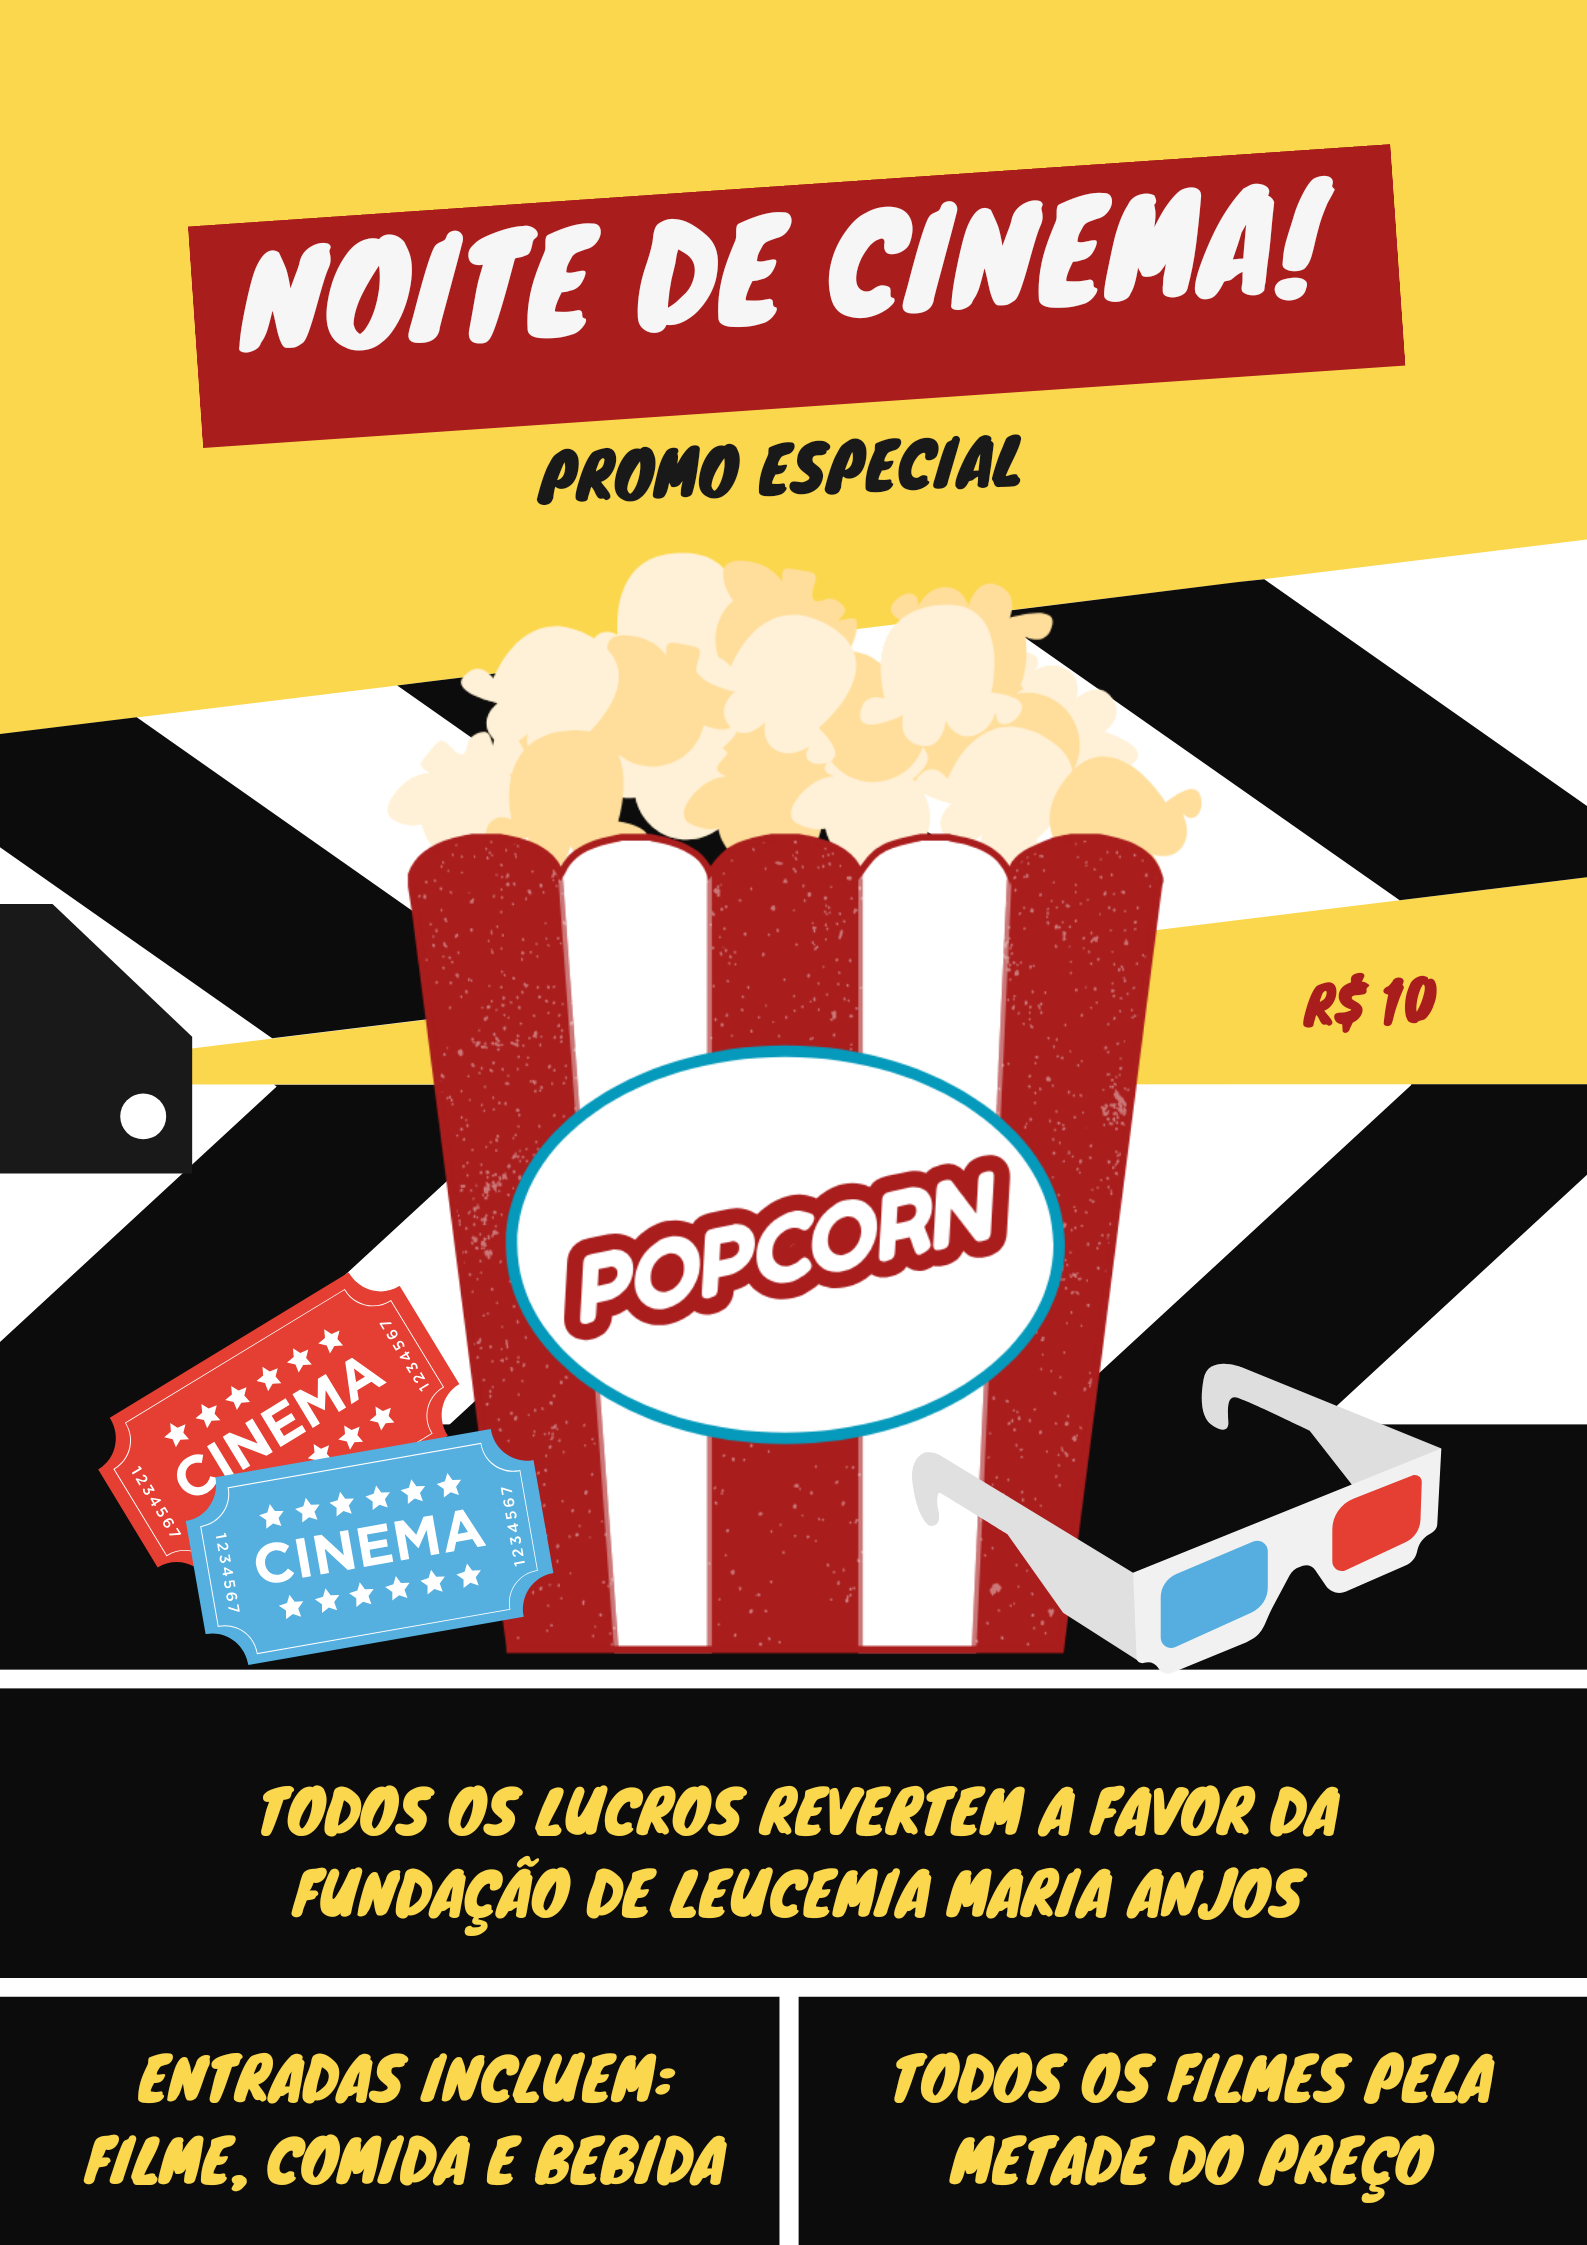 NOITE DE CINEMA!
PROMO ESPECIAL
R$ 10
POPCORN
CINEMA
1234567
1234567
CINEMA
1234567
1234567
TODOS OS LUCROS REVERTEM A FAVOR DA
FUNDAÇÃO DE LEUCEMIA MARIA ANJOS
ENTRADAS INCLUEM:
FILME, COMIDA E BEBIDA
TODOS OS FILMES PELA
METADE DO PREÇO